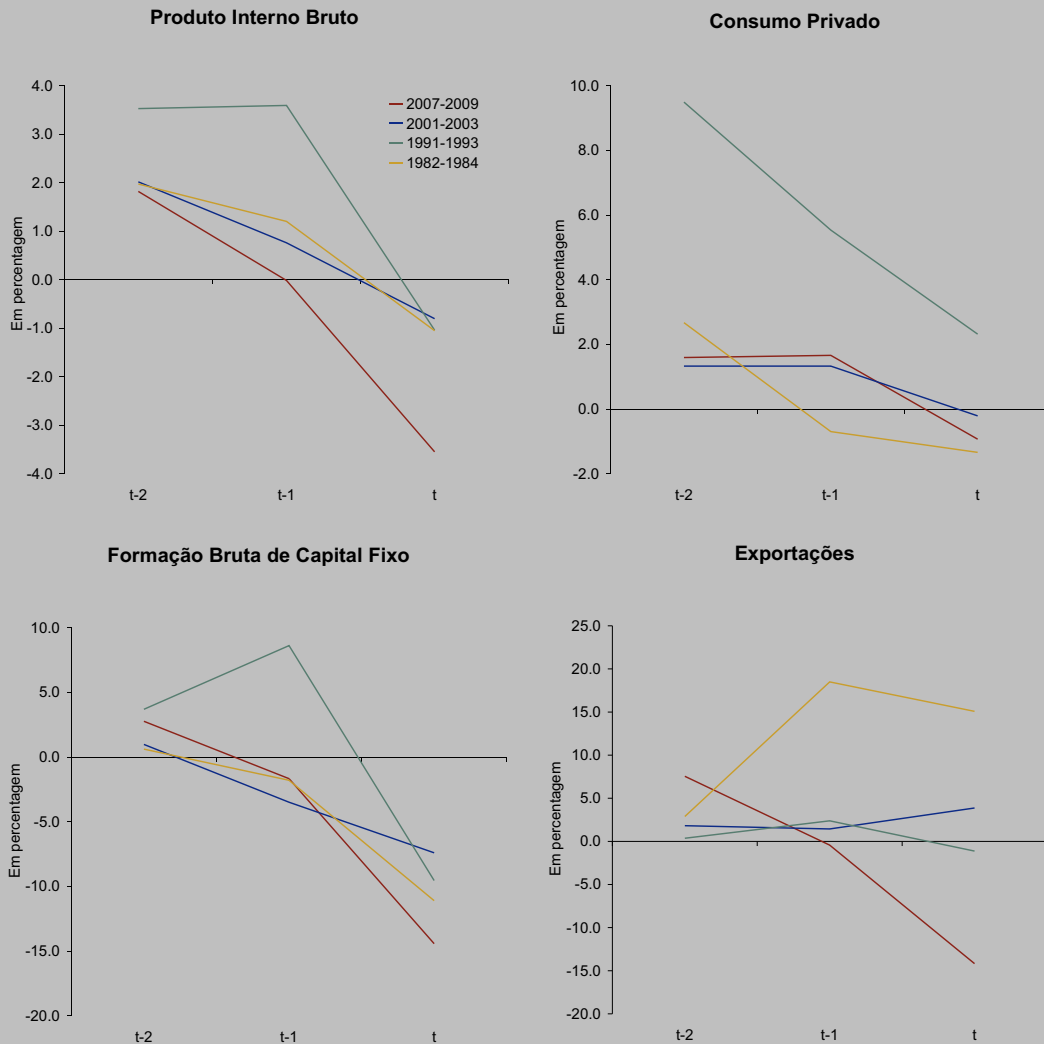 Produto Interno Bruto
4.0
3.0
2.0
1.0
0.0
-1.0
-2.0
-3.0
-4.0
Em percentagem
t-2
t-1
t
2007-2009
2001-2003
1991-1993
1982-1984
Consumo Privado
10.0
8.0
6.0
4.0
2.0
0.0
-2.0
Em percentagem
t-2
t-1
t
Formação Bruta de Capital Fixo
10.0
5.0
0.0
-5.0
-10.0
-15.0
-20.0
Em percentagem
t-2
t-1
t
Exportações
25.0
20.0
15.0
10.0
5.0
0.0
-5.0
-10.0
-15.0
-20.0
Em percentagem
t-2
t-1
t